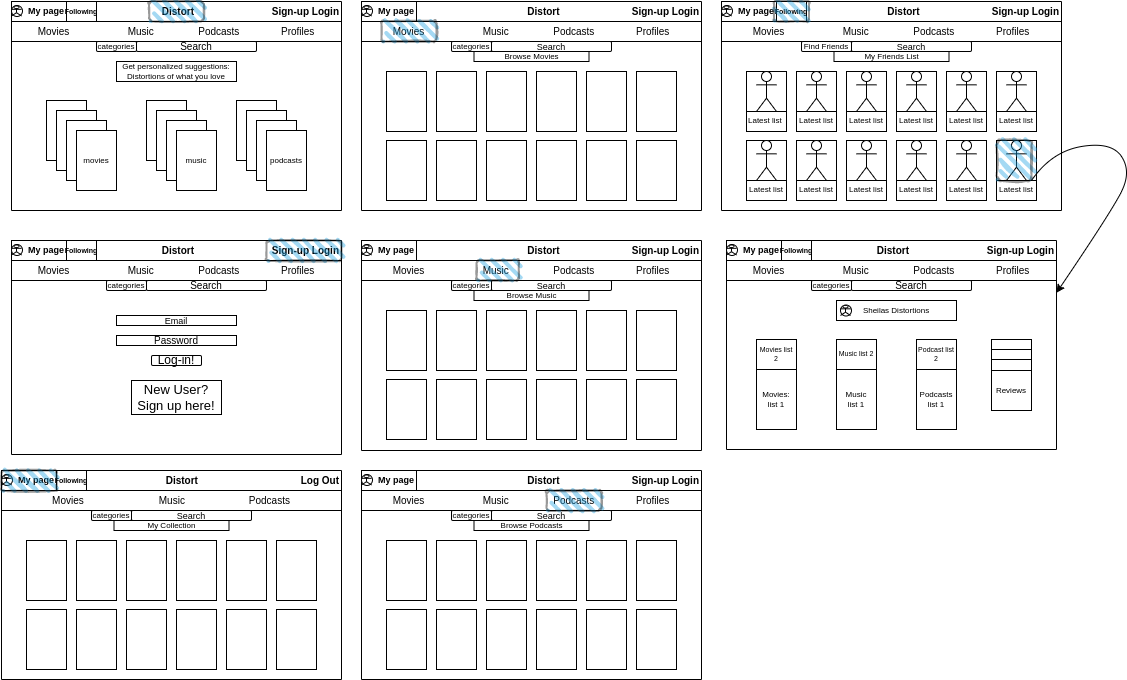 My page Following Distort Sign-up Login
Movies Music Podcasts Profiles
categories Search
Get personalized suggestions:
Distortions of what you love
movies music podcasts
My page Distort Sign-up Login
Movies Music Podcasts Profiles
categories Search
Browse Movies
My page Following Distort Sign-up Login
Movies Music Podcasts Profiles
Find Friends Search
My Friends List
Latest list Latest list Latest list Latest list Latest list Latest list
Latest list Latest list Latest list Latest list Latest list Latest list
My page Following Distort Sign-up Login
Movies Music Podcasts Profiles
categories Search
Email
Password
Log-in!
New User?
Sign up here!
My page Distort Sign-up Login
Movies Music Podcasts Profiles
categories Search
Browse Music
My page Following Distort Sign-up Login
Movies Music Podcasts Profiles
categories Search
Sheilas Distortions
Movies list
2
Movies:
list 1
Music list 2
Music
list 1
Podcast list
2
Podcasts
list 1
Reviews
My page Following Distort Log Out
Movies Music Podcasts
categories Search
My Collection
My page Distort Sign-up Login
Movies Music Podcasts Profiles
categories Search
Browse Podcasts